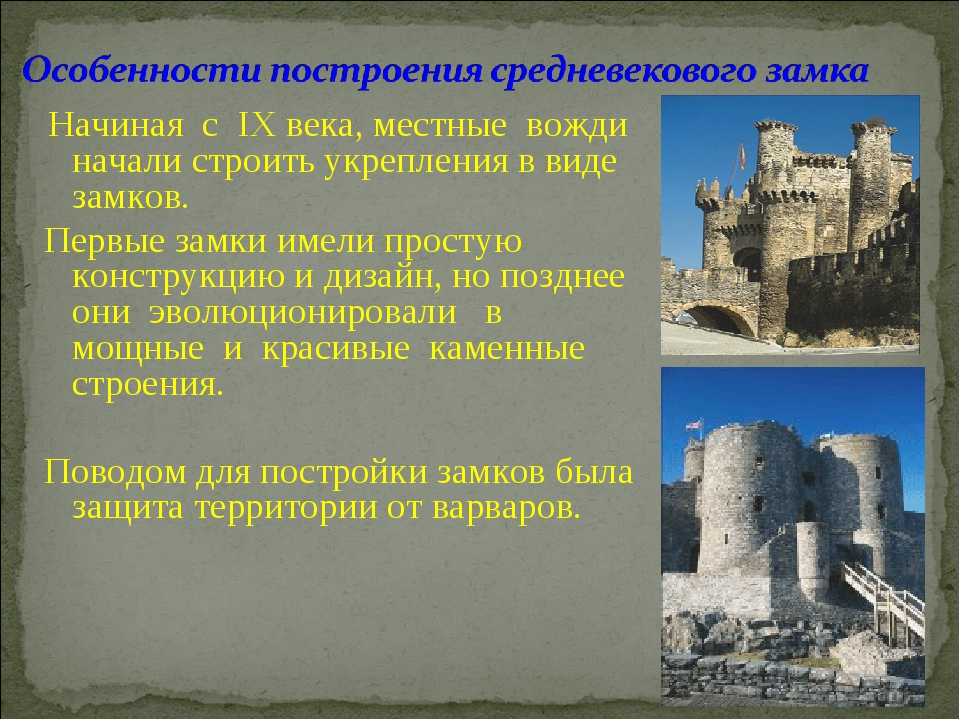 Особенности построения средневекового замка
Начиная с IX века, местные вожди
начали строить укрепления в виде
замков.
Первые замки имели простую
конструкцию и дизайн, но позднее
они эволюционировали в
мощные и красивые каменные
строения.
Поводом для постройки замков была
защита территории от варваров.